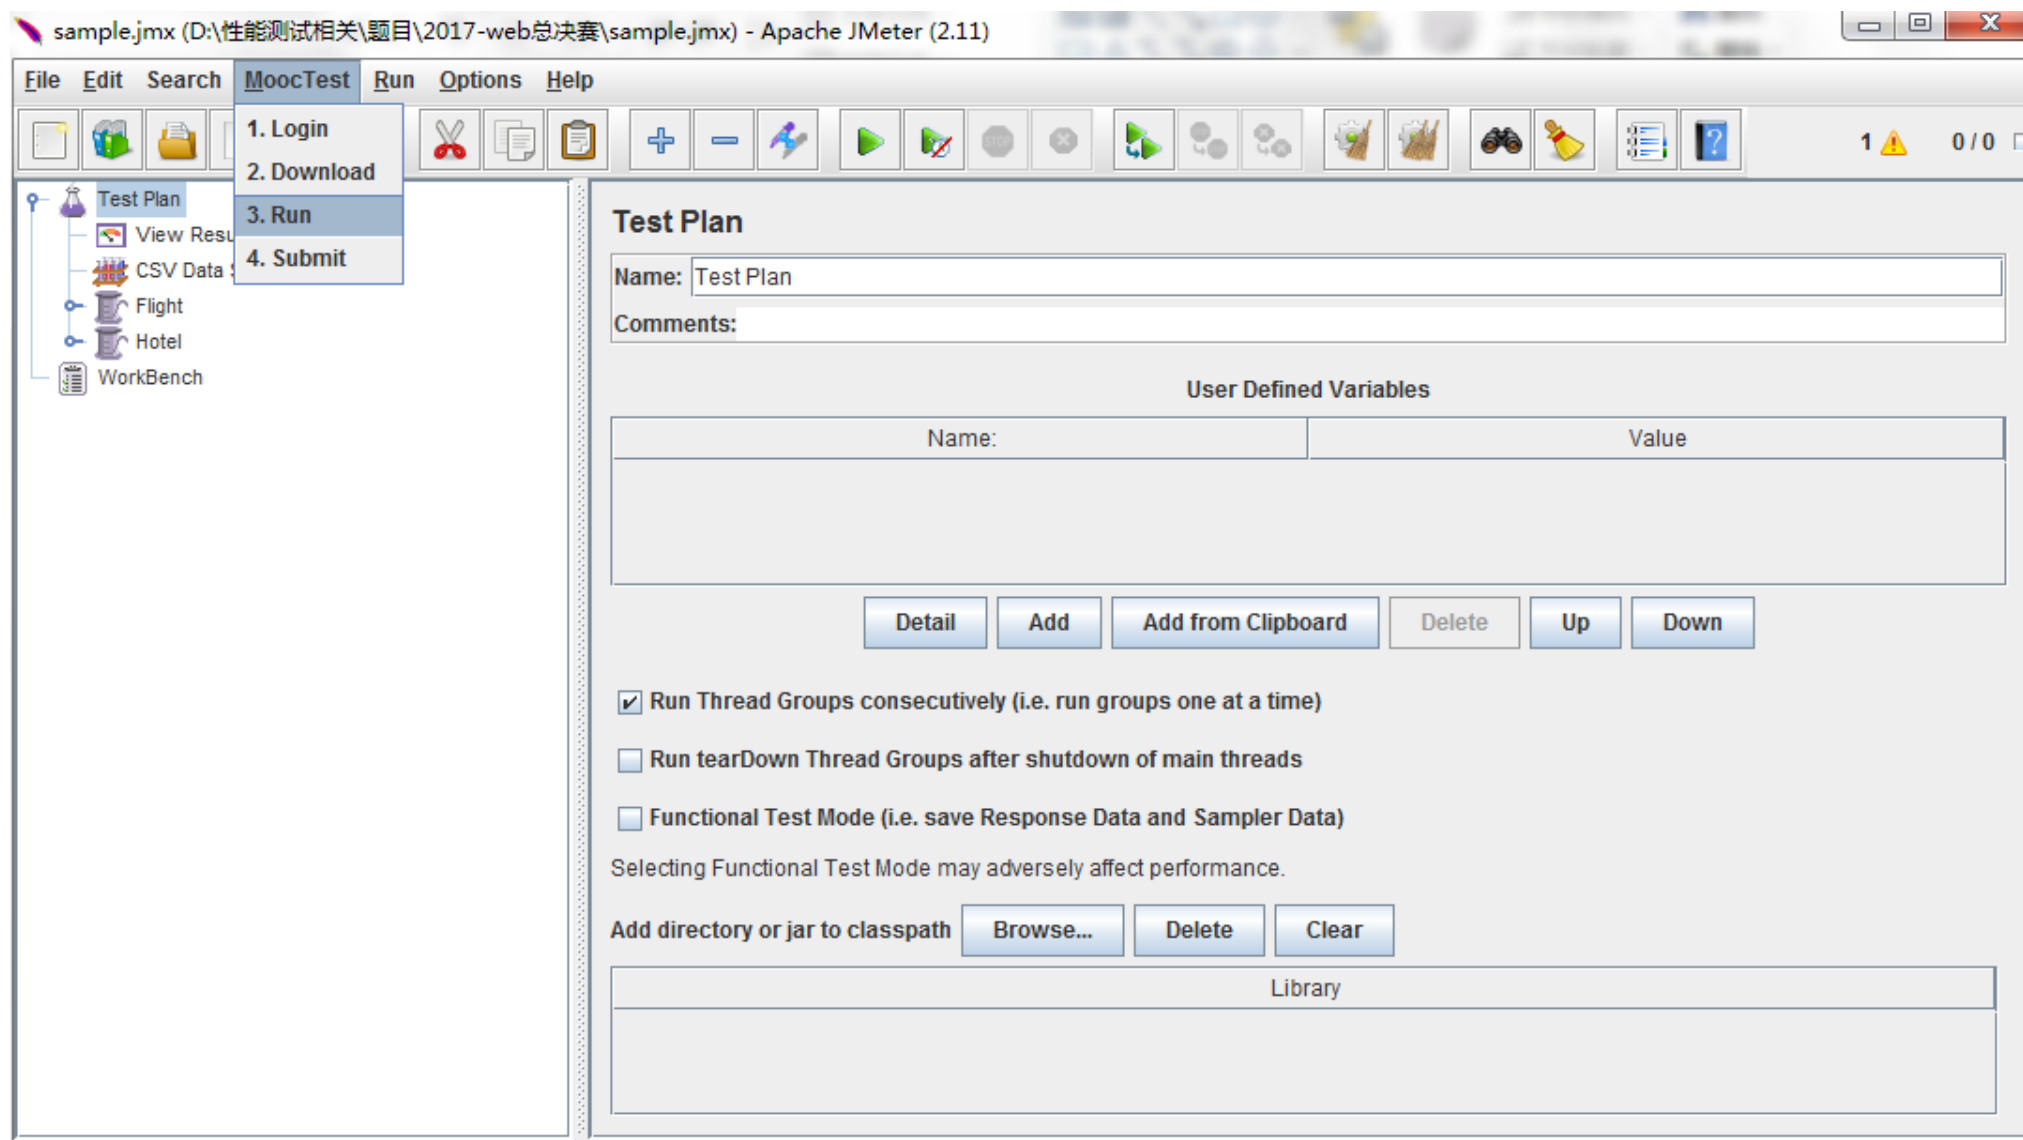 sample.jmx (D:\性能测试相关\题目\2017-web总决赛\sample.jmx) - Apache JMeter (2.11)
File Edit Search MoocTest Run Options Help
1. Login
2. Download
3. Run
4. Submit
STOP
1
0 / 0
Test Plan
View Resu
CSV Data
Flight
Hotel
WorkBench
Test Plan
Name: Test Plan
Comments:
User Defined Variables
Name: Value
Detail Add Add from Clipboard Delete Up Down
Run Thread Groups consecutively (i.e. run groups one at a time)
Run tearDown Thread Groups after shutdown of main threads
Functional Test Mode (i.e. save Response Data and Sampler Data)
Selecting Functional Test Mode may adversely affect performance.
Add directory or jar to classpath Browse... Delete Clear
Library